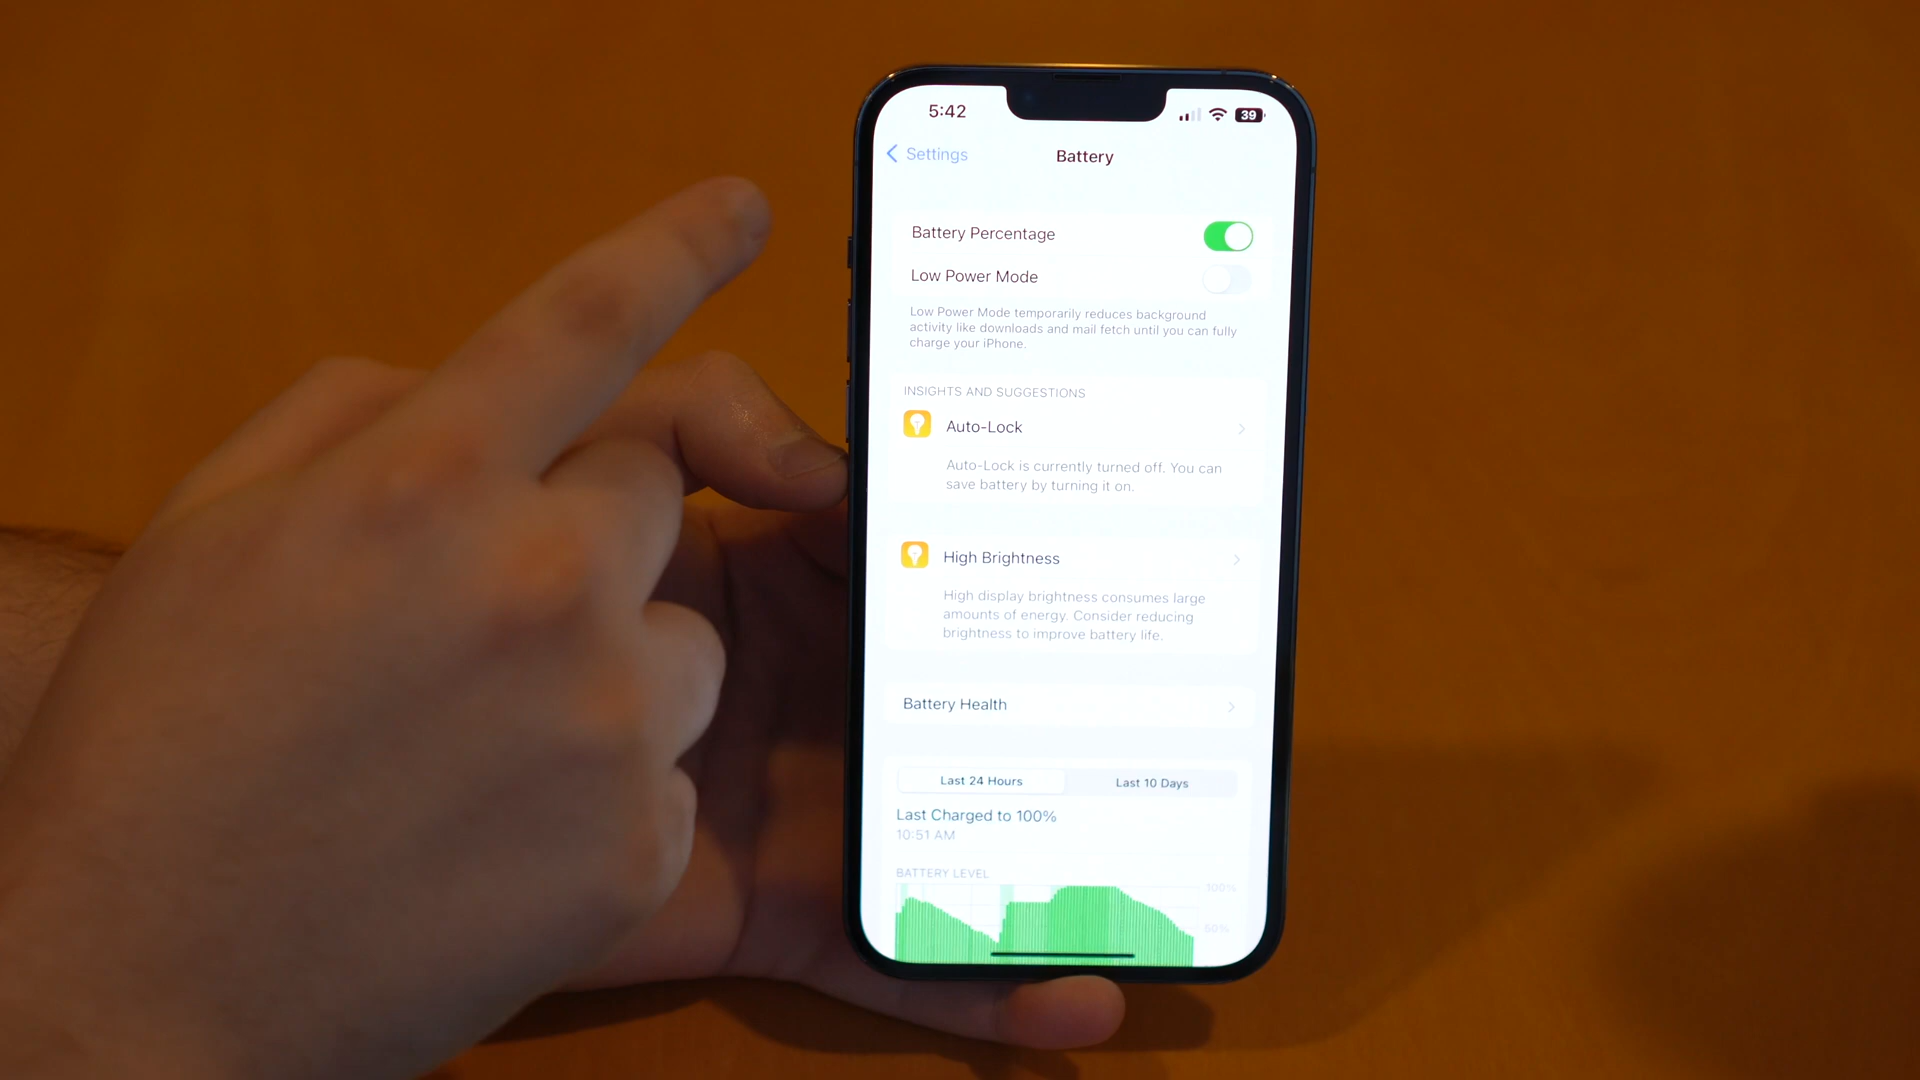 5:42
39
Settings
Battery
Battery Percentage
Low Power Mode
Low Power Mode temporarily reduces background
activity like downloads and mail fetch until you can fully
charge your iPhone.
INSIGHTS AND SUGGESTIONS
Auto-Lock
Auto-Lock is currently turned off. You can
save battery by turning it on.
High Brightness
High display brightness consumes large
amounts of energy. Consider reducing
brightness to improve battery life.
Battery Health
Last 24 Hours
Last 10 Days
Last Charged to 100%
10:51 AM
BATTERY LEVEL
100%
50%